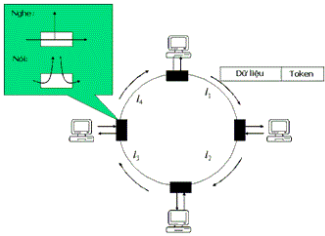 Nghe:
Nói:
Dữ liệu Token
l₄
l₁
l₃
l₂